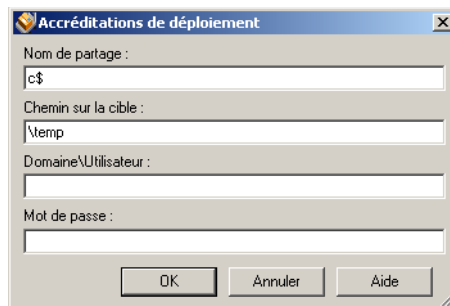 Accréditations de déploiement
Nom de partage :
c$
Chemin sur la cible :
\temp
Domaine\Utilisateur :
Mot de passe :
OK Annuler Aide